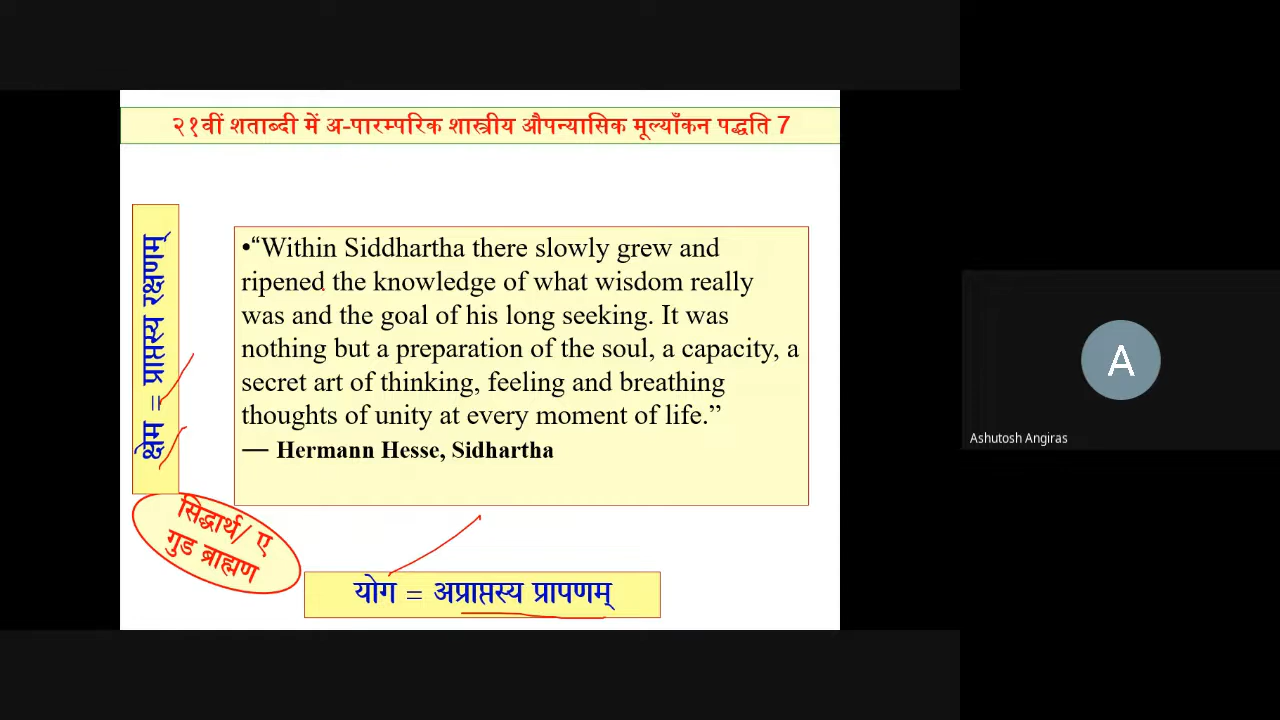 २१वीं शताब्दी में अ-पारम्परिक शास्त्रीय औपन्यासिक मूल्याँकन पद्धति 7
क्षेम = प्राप्तस्य रक्षणम्
•“Within Siddhartha there slowly grew and
ripened the knowledge of what wisdom really
was and the goal of his long seeking. It was
nothing but a preparation of the soul, a capacity, a
secret art of thinking, feeling and breathing
thoughts of unity at every moment of life.”
— Hermann Hesse, Sidhartha
सिद्धार्थ/ ए
गुड ब्राह्मण
योग = अप्राप्तस्य प्रापणम्
A
Ashutosh Angiras